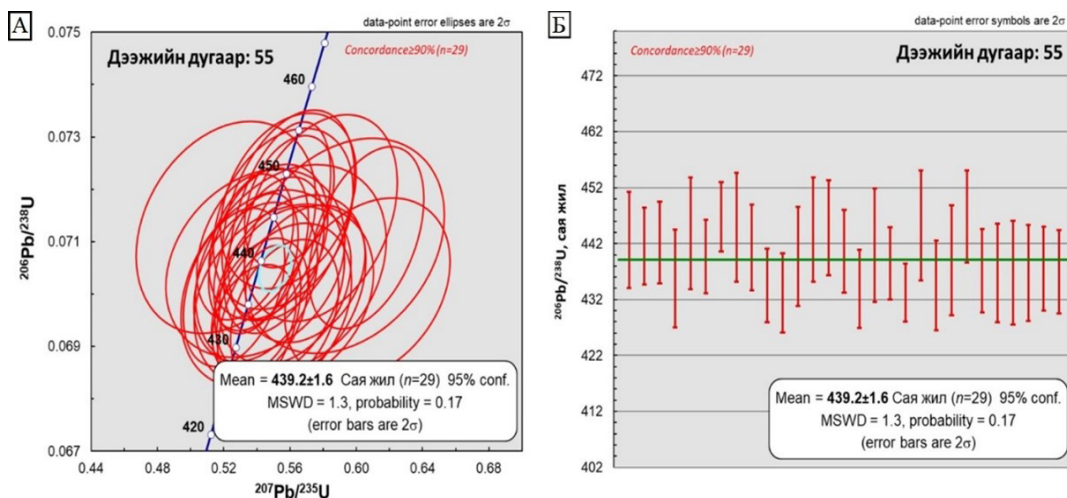 А
data-point error ellipses are 2σ
Дээжийн дугаар: 55
Concordance≥90% (n=29)
0.075
0.073
0.071
0.069
0.067
²⁰⁶Pb/²³⁸U
460
450
440
430
420
Mean = 439.2±1.6 Сая жил (n=29) 95% conf.
MSWD = 1.3, probability = 0.17
(error bars are 2σ)
0.44 0.48 0.52 0.56 0.60 0.64 0.68
²⁰⁷Pb/²³⁵U
Б
data-point error symbols are 2σ
Concordance≥90% (n=29)
Дээжийн дугаар: 55
472
462
452
442
432
422
412
402
²⁰⁶Pb/²³⁸U, сая жил
Mean = 439.2±1.6 Сая жил (n=29) 95% conf.
MSWD = 1.3, probability = 0.17
(error bars are 2σ)